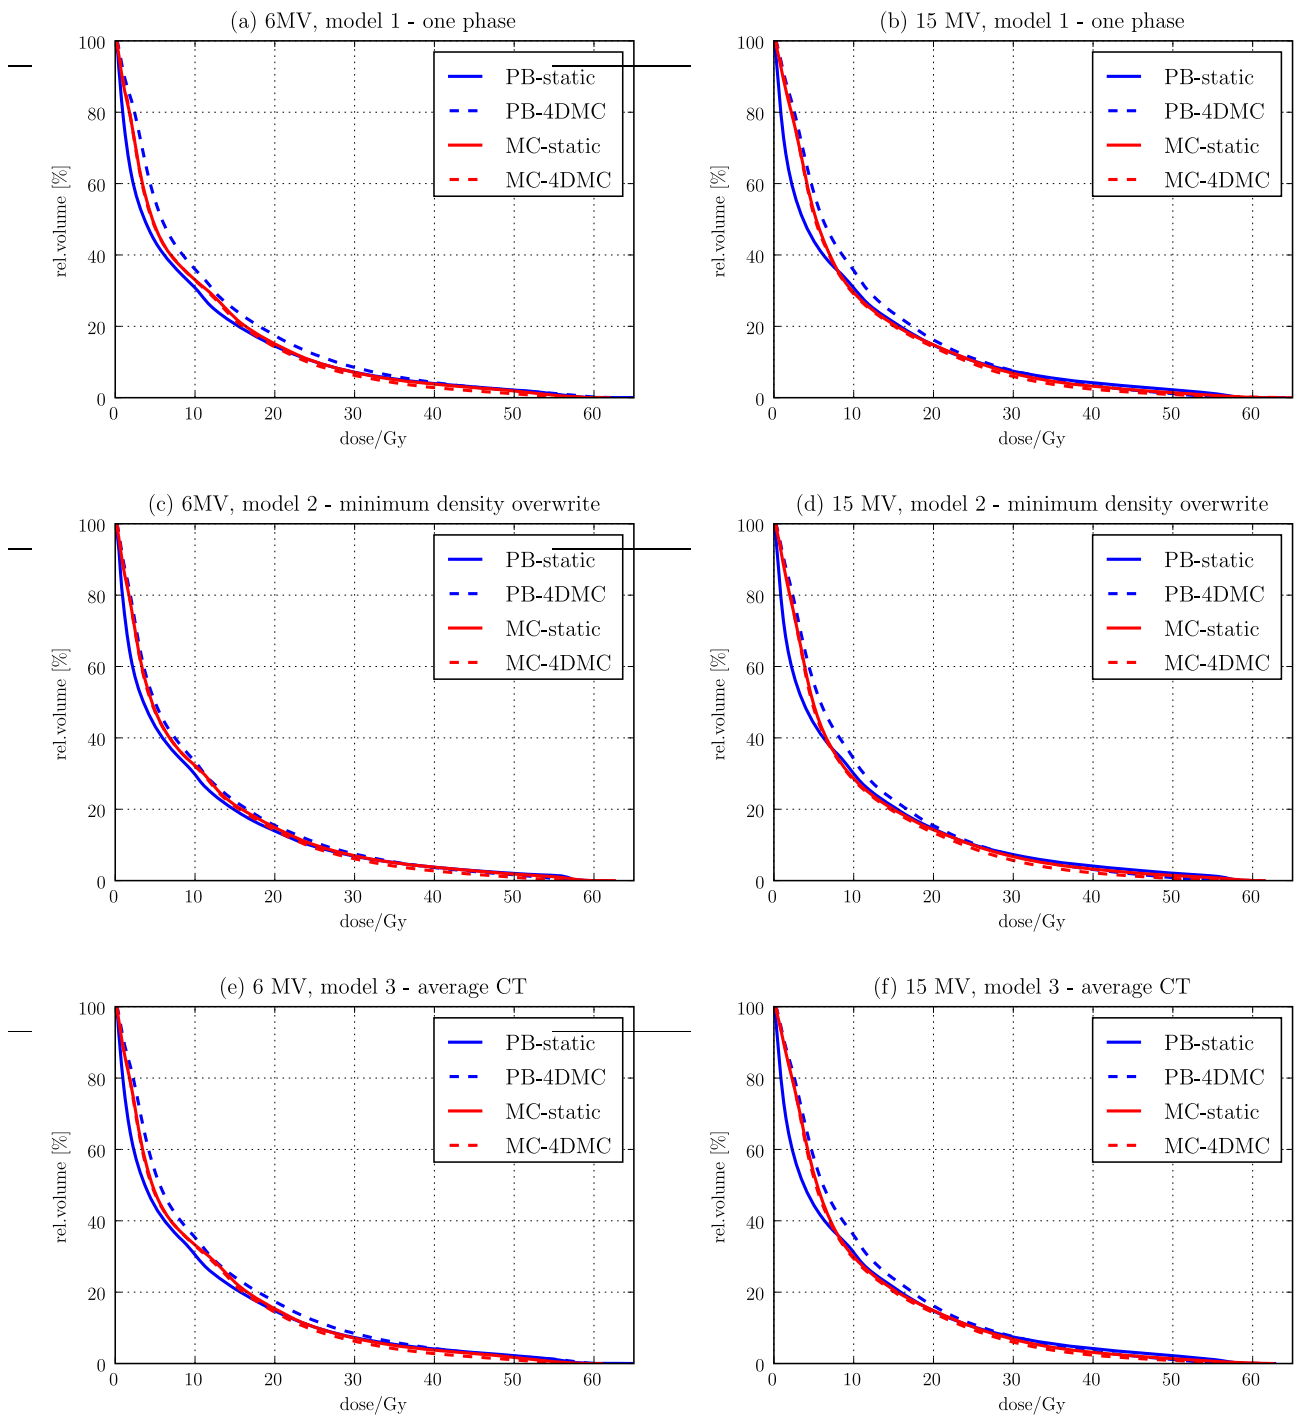 (a) 6MV, model 1 - one phase
100
80
60
40
20
0
rel.volume [%]
PB-static
PB-4DMC
MC-static
MC-4DMC
0 10 20 30 40 50 60
dose/Gy
(b) 15 MV, model 1 - one phase
100
80
60
40
20
0
rel.volume [%]
PB-static
PB-4DMC
MC-static
MC-4DMC
0 10 20 30 40 50 60
dose/Gy
(c) 6MV, model 2 - minimum density overwrite
100
80
60
40
20
0
rel.volume [%]
PB-static
PB-4DMC
MC-static
MC-4DMC
0 10 20 30 40 50 60
dose/Gy
(d) 15 MV, model 2 - minimum density overwrite
100
80
60
40
20
0
rel.volume [%]
PB-static
PB-4DMC
MC-static
MC-4DMC
0 10 20 30 40 50 60
dose/Gy
(e) 6 MV, model 3 - average CT
100
80
60
40
20
0
rel.volume [%]
PB-static
PB-4DMC
MC-static
MC-4DMC
0 10 20 30 40 50 60
dose/Gy
(f) 15 MV, model 3 - average CT
100
80
60
40
20
0
rel.volume [%]
PB-static
PB-4DMC
MC-static
MC-4DMC
0 10 20 30 40 50 60
dose/Gy